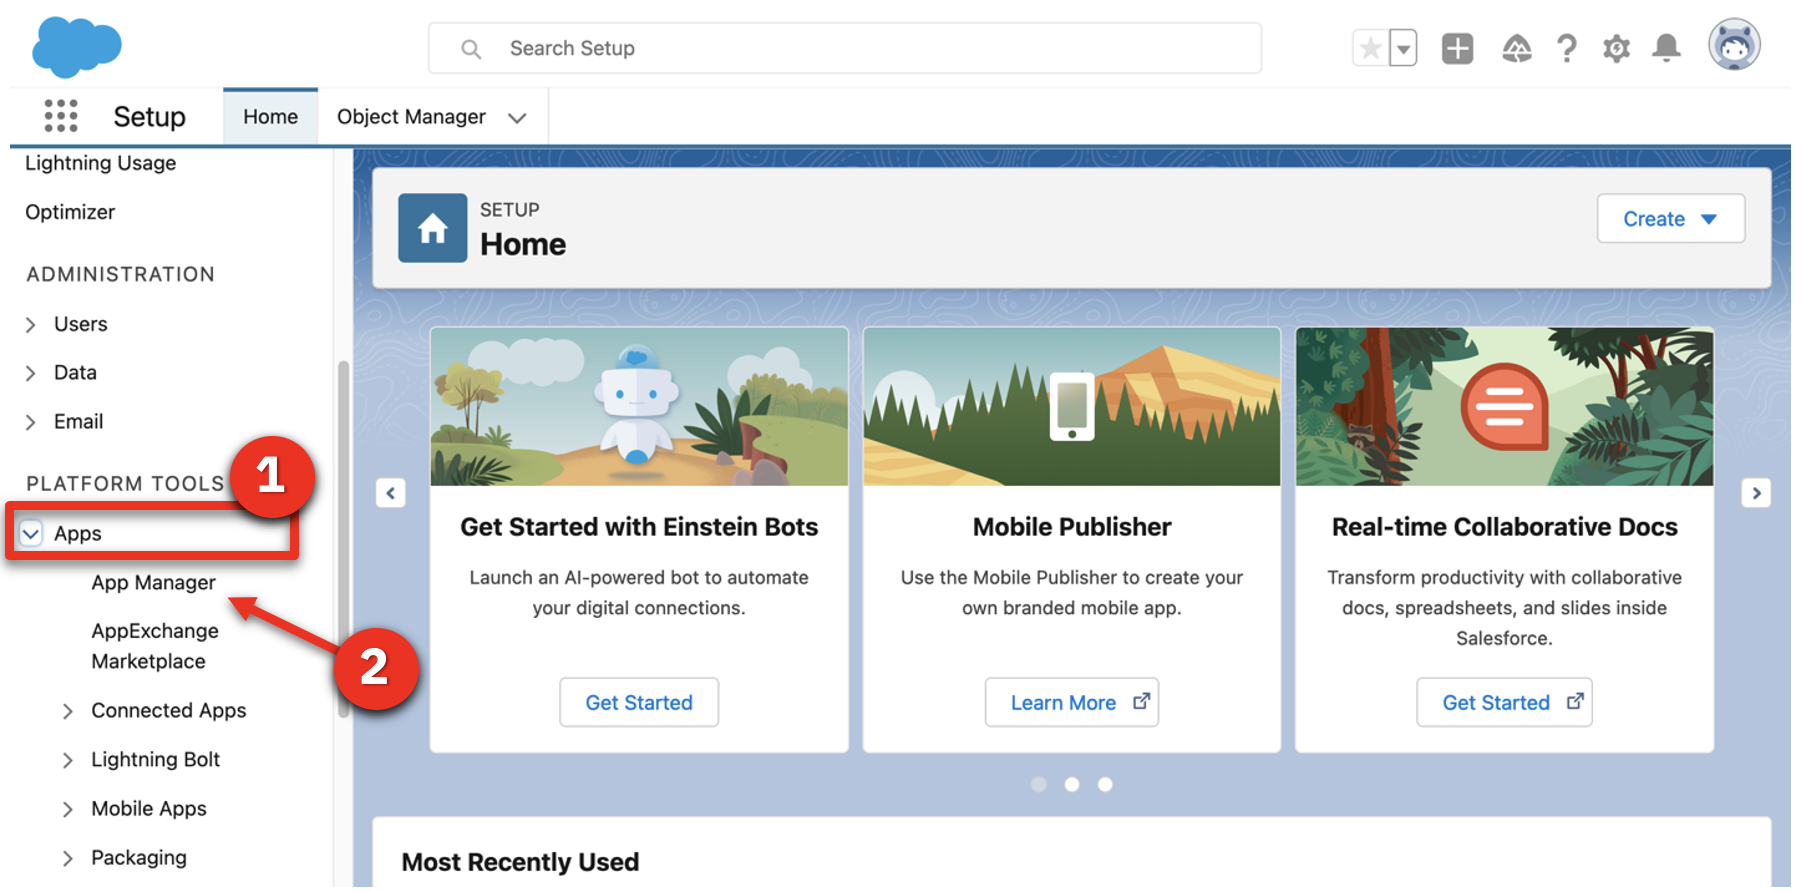 Search Setup
Setup
Home
Object Manager
Lightning Usage
Optimizer
ADMINISTRATION
Users
Data
Email
PLATFORM TOOLS
1
Apps
App Manager
AppExchange
Marketplace
2
Connected Apps
Lightning Bolt
Mobile Apps
Packaging
SETUP
Home
Create
Get Started with Einstein Bots
Launch an AI-powered bot to automate
your digital connections.
Get Started
Mobile Publisher
Use the Mobile Publisher to create your
own branded mobile app.
Learn More
Real-time Collaborative Docs
Transform productivity with collaborative
docs, spreadsheets, and slides inside
Salesforce.
Get Started
Most Recently Used